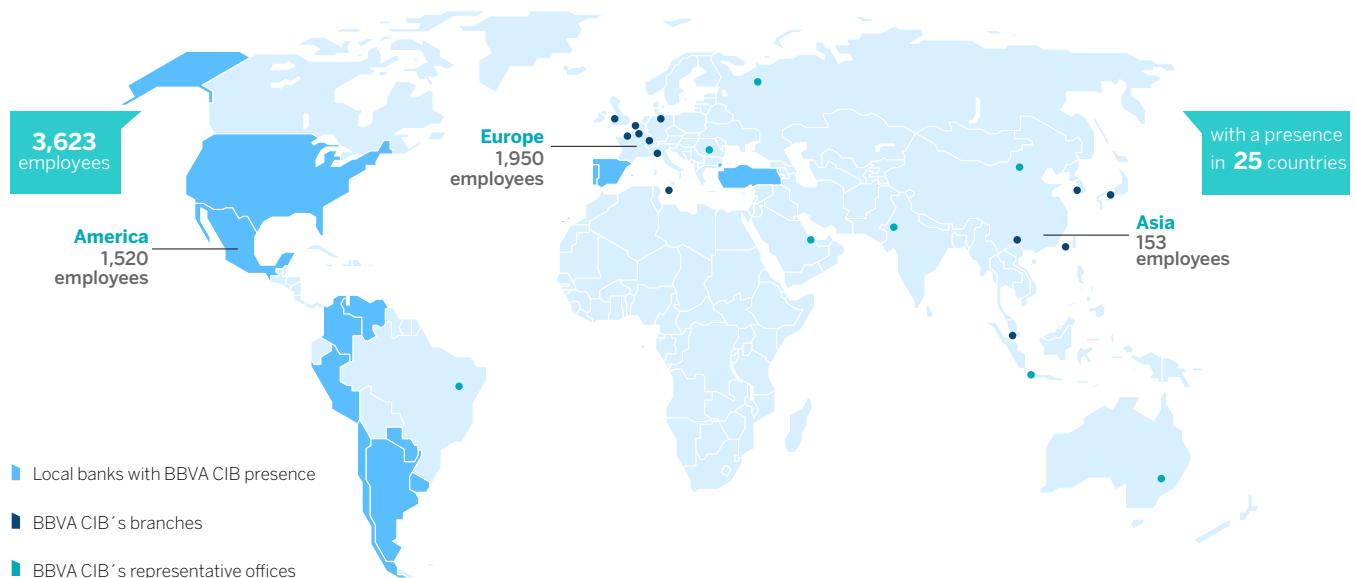 3,623
employees
Europe
1,950
employees
with a presence
in 25 countries
America
1,520
employees
Asia
153
employees
Local banks with BBVA CIB presence
BBVA CIB´s branches
BBVA CIB´s representative offices